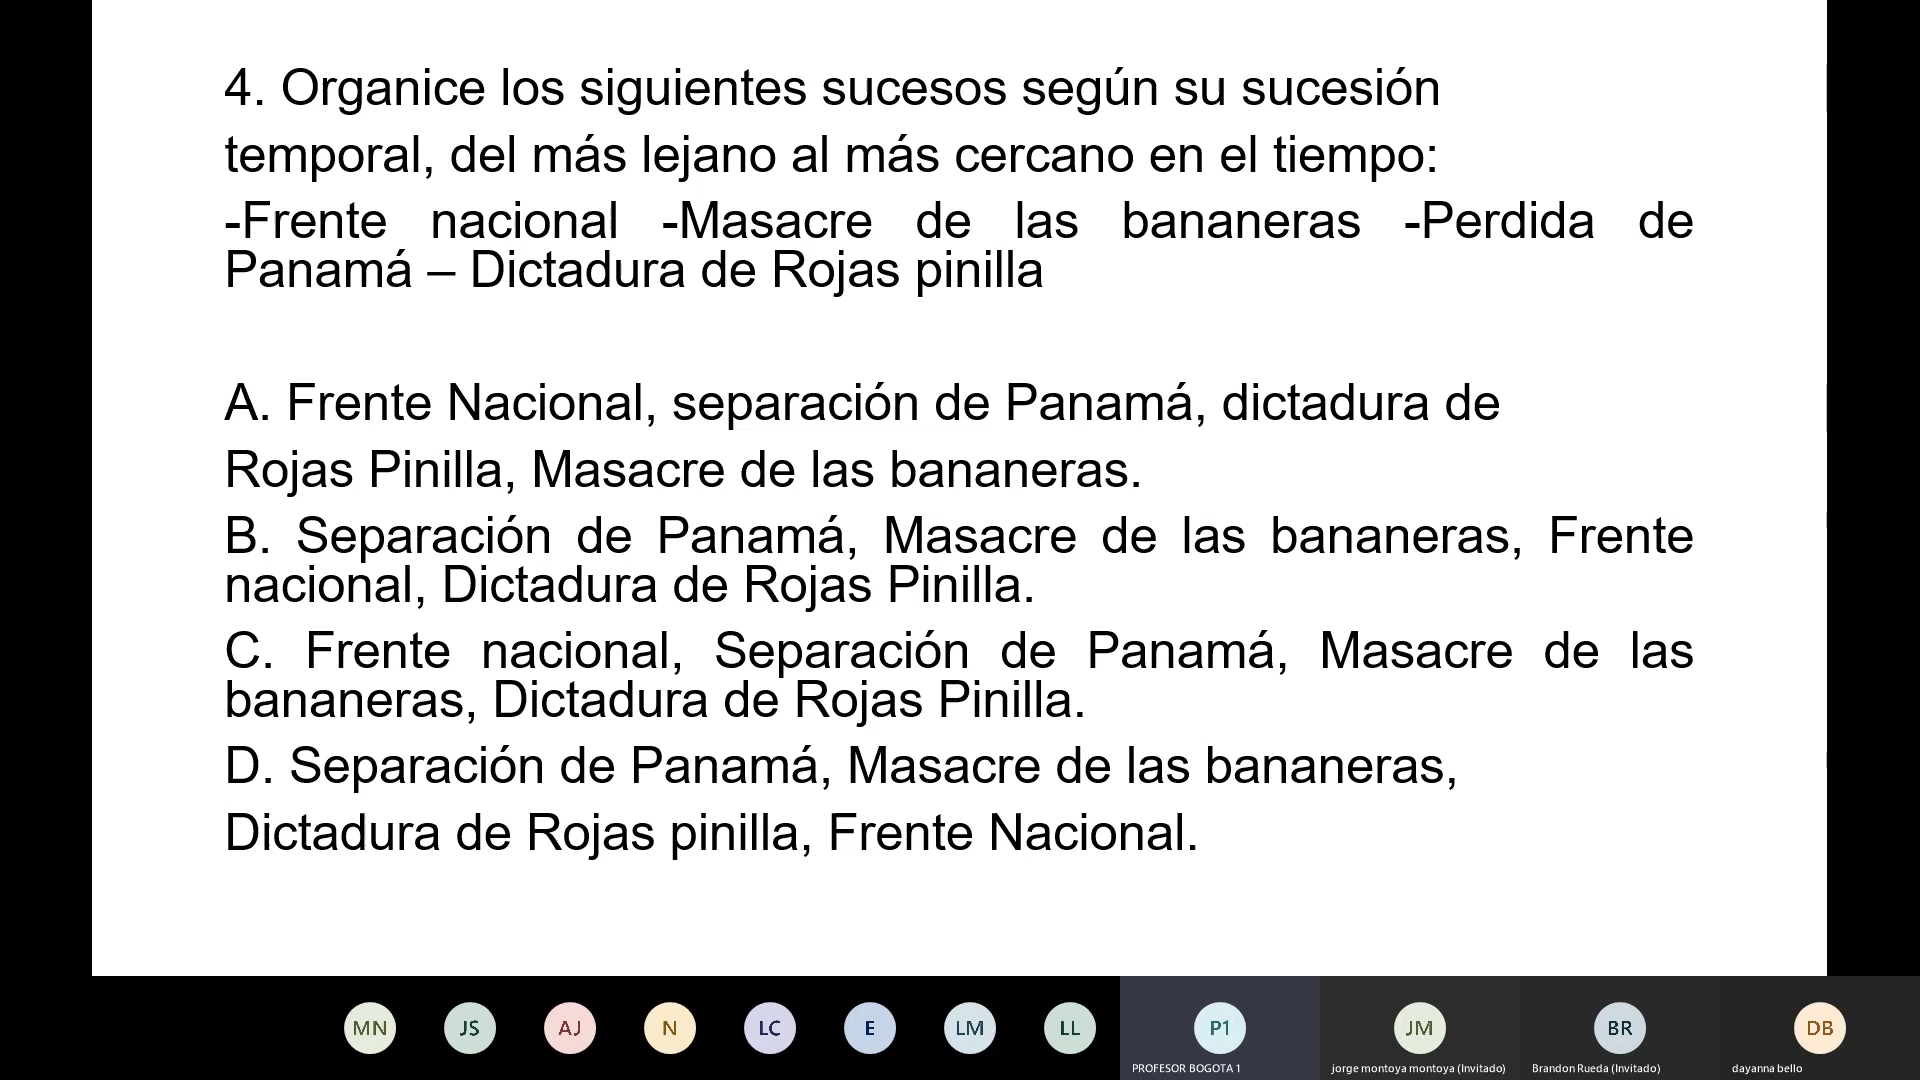 4. Organice los siguientes sucesos según su sucesión
temporal, del más lejano al más cercano en el tiempo:
-Frente nacional -Masacre de las bananeras -Perdida de
Panamá – Dictadura de Rojas pinilla
A. Frente Nacional, separación de Panamá, dictadura de
Rojas Pinilla, Masacre de las bananeras.
B. Separación de Panamá, Masacre de las bananeras, Frente
nacional, Dictadura de Rojas Pinilla.
C. Frente nacional, Separación de Panamá, Masacre de las
bananeras, Dictadura de Rojas Pinilla.
D. Separación de Panamá, Masacre de las bananeras,
Dictadura de Rojas pinilla, Frente Nacional.
MN JS AJ N LC E LM LL P1 JM BR DB
PROFESOR BOGOTA 1 jorge montoya montoya (Invitado) Brandon Rueda (Invitado) dayanna bello